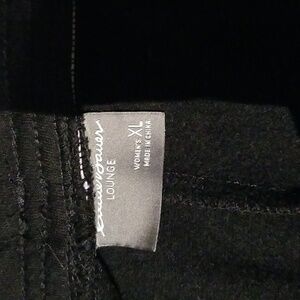 Eddie Bauer
LOUNGE
WOMEN'S XL
MADE IN CHINA